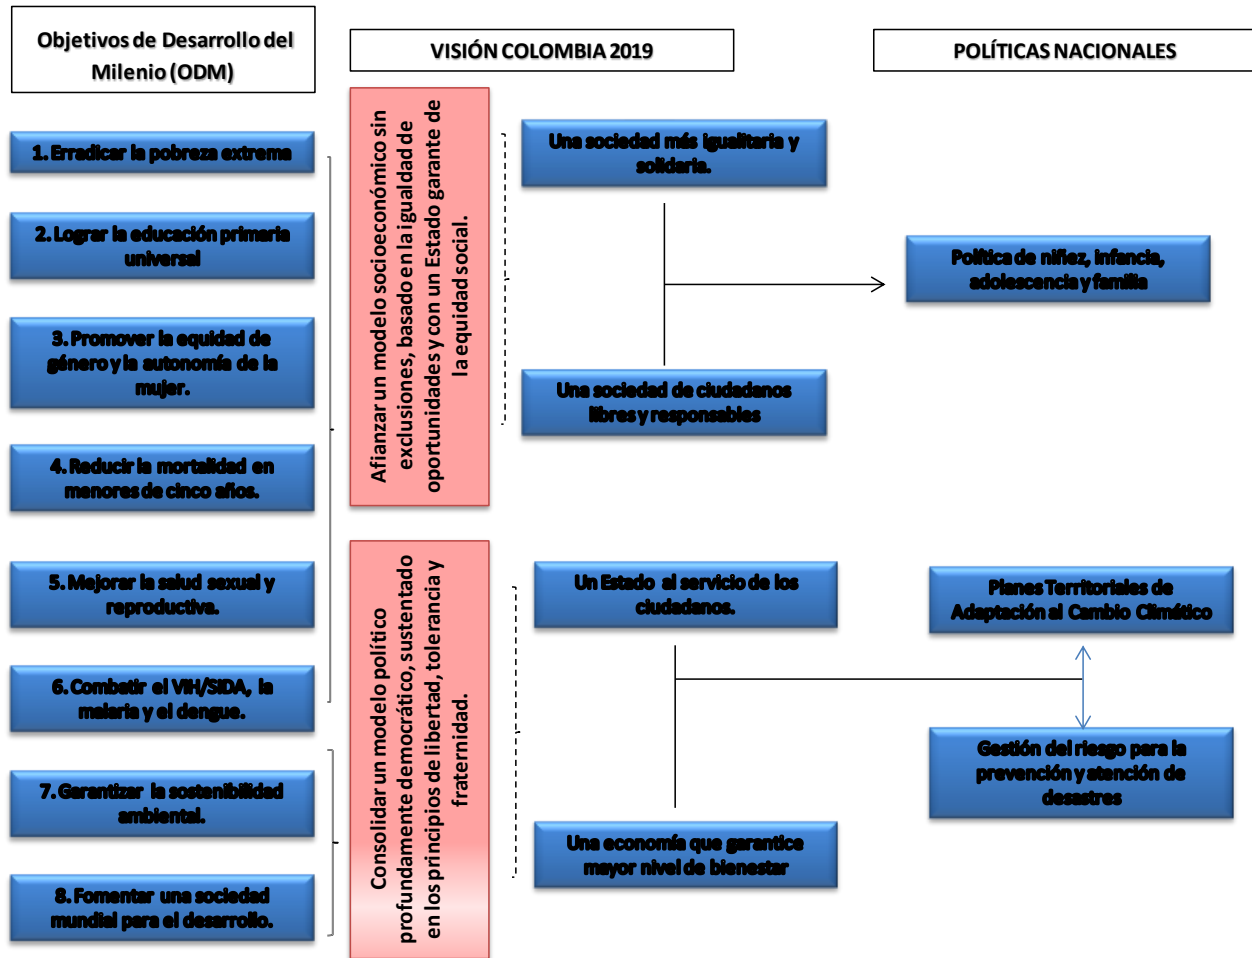 Objetivos de Desarrollo del
Milenio (ODM)
VISIÓN COLOMBIA 2019
POLÍTICAS NACIONALES
1. Erradicar la pobreza extrema
2. Lograr la educación primaria
universal
3. Promover la equidad de
género y la autonomía de la
mujer.
4. Reducir la mortalidad en
menores de cinco años.
5. Mejorar la salud sexual y
reproductiva.
6. Combatir el VIH/SIDA, la
malaria y el dengue.
7. Garantizar la sostenibilidad
ambiental.
8. Fomentar una sociedad
mundial para el desarrollo.
Afianzar un modelo socioeconómico sin
exclusiones, basado en la igualdad de
oportunidades y con un Estado garante de
la equidad social.
Consolidar un modelo político
profundamente democrático, sustentado
en los principios de libertad, tolerancia y
fraternidad.
Una sociedad más igualitaria y
solidaria.
Una sociedad de ciudadanos
libres y responsables
Un Estado al servicio de los
ciudadanos.
Una economía que garantice
mayor nivel de bienestar
Política de niñez, infancia,
adolescencia y familia
Planes Territoriales de
Adaptación al Cambio Climático
Gestión del riesgo para la
prevención y atención de
desastres